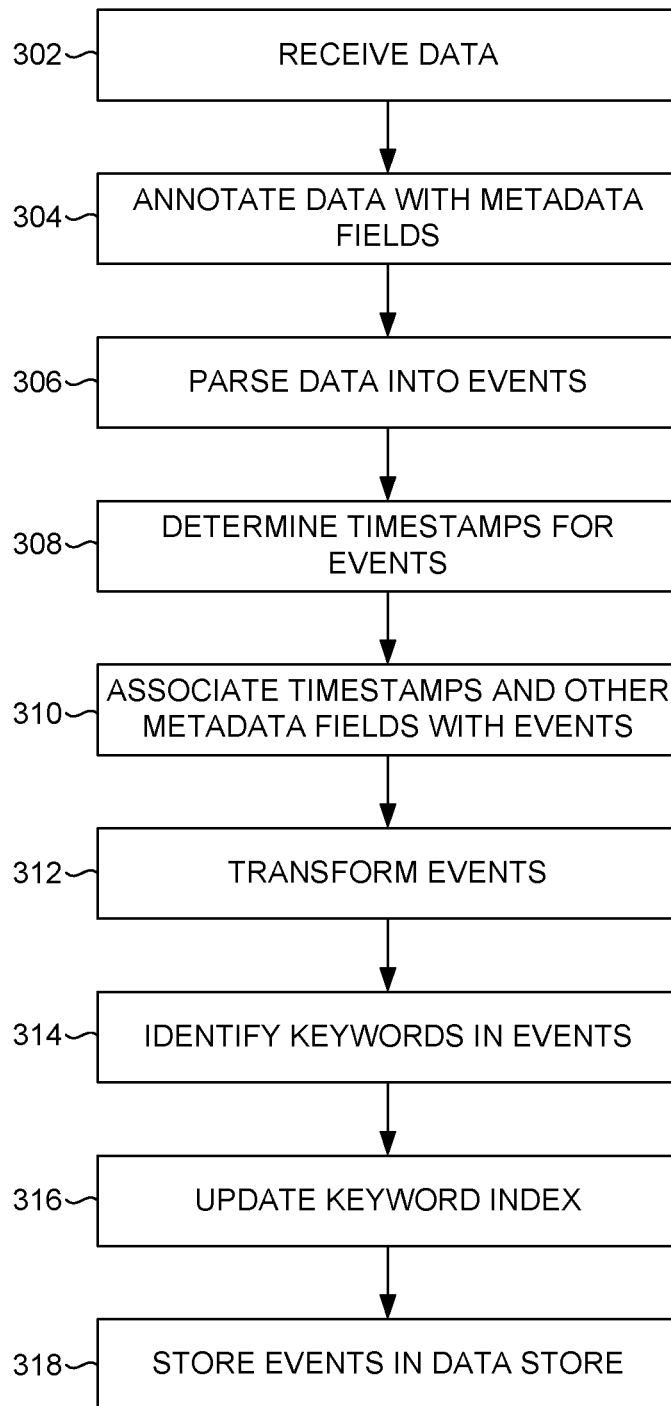 302
RECEIVE DATA
304
ANNOTATE DATA WITH METADATA
FIELDS
306
PARSE DATA INTO EVENTS
308
DETERMINE TIMESTAMPS FOR
EVENTS
310
ASSOCIATE TIMESTAMPS AND OTHER
METADATA FIELDS WITH EVENTS
312
TRANSFORM EVENTS
314
IDENTIFY KEYWORDS IN EVENTS
316
UPDATE KEYWORD INDEX
318
STORE EVENTS IN DATA STORE